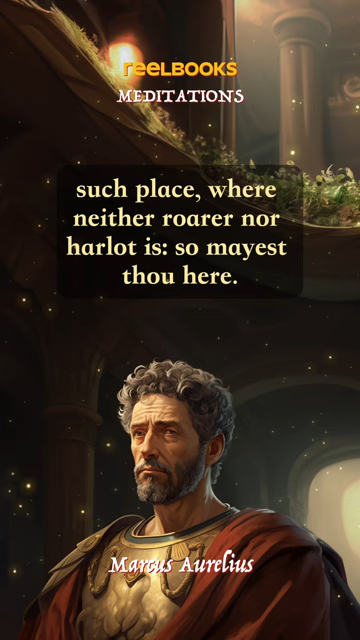 reelBOOKS
MEDITATIONS
such place, where
neither roarer nor
harlot is: so mayest
thou here.
Marcus Aurelius